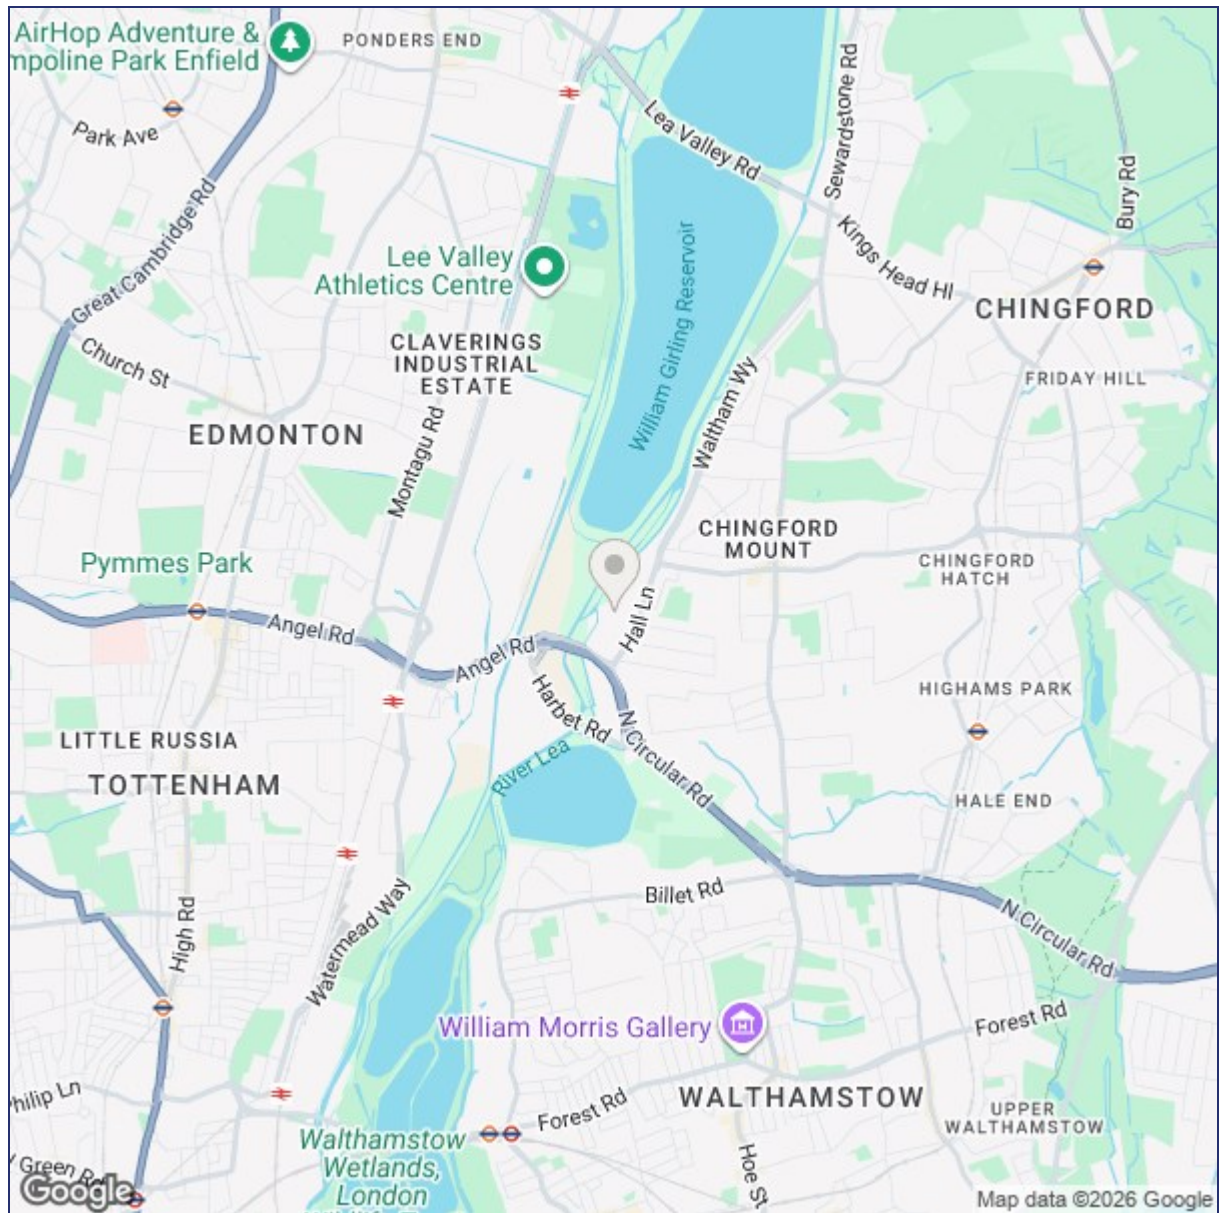 AirHop Adventure &
mpoline Park Enfield
PONDERS END
Park Ave
Lea Valley Rd
Sewardstone Rd
Bury Rd
Great Cambridge Rd
Kings Head Hl
Lee Valley
Athletics Centre
William Girling Reservoir
CHINGFORD
CLAVERINGS
INDUSTRIAL
ESTATE
Church St
FRIDAY HILL
Waltham Wy
EDMONTON
Montagu Rd
CHINGFORD
MOUNT
CHINGFORD
HATCH
Pymmes Park
Hall Ln
Angel Rd
Angel Rd
HIGHAMS PARK
Harbet Rd
N Circular Rd
LITTLE RUSSIA
River Lea
TOTTENHAM
HALE END
Billet Rd
High Rd
Watermead Way
N Circular Rd
William Morris Gallery
Forest Rd
Philip Ln
WALTHAMSTOW
Forest Rd
UPPER
WALTHAMSTOW
Walthamstow
Wetlands,
London
Hoe St
Green Rd
Google
Map data ©2026 Google